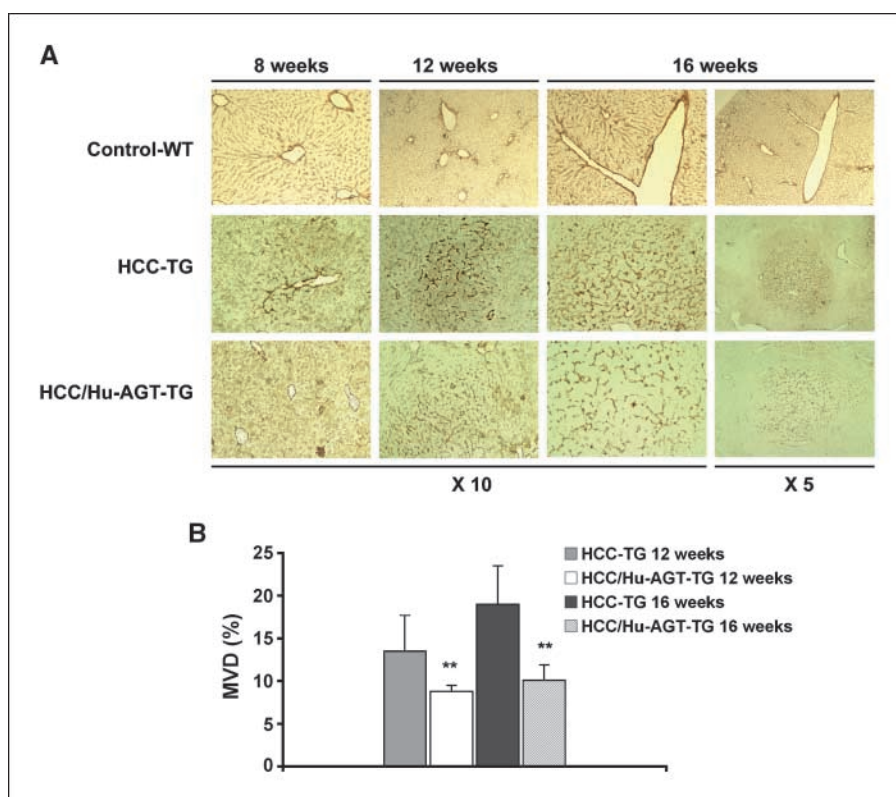 A
8 weeks 12 weeks 16 weeks
Control-WT
HCC-TG
HCC/Hu-AGT-TG
X 10 X 5
B
25
20
15
10
5
0
MVD (%)
** **
HCC-TG 12 weeks
HCC/Hu-AGT-TG 12 weeks
HCC-TG 16 weeks
HCC/Hu-AGT-TG 16 weeks